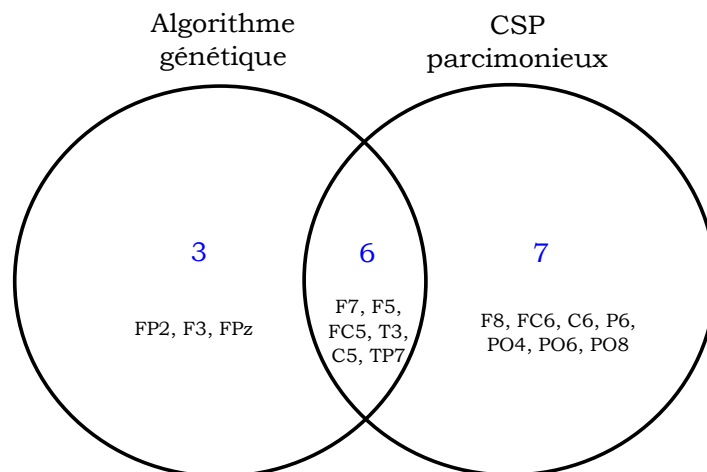 Algorithme
génétique
CSP
parcimonieux
3
6
7
FP2, F3, FPz
F7, F5,
FC5, T3,
C5, TP7
F8, FC6, C6, P6,
PO4, PO6, PO8